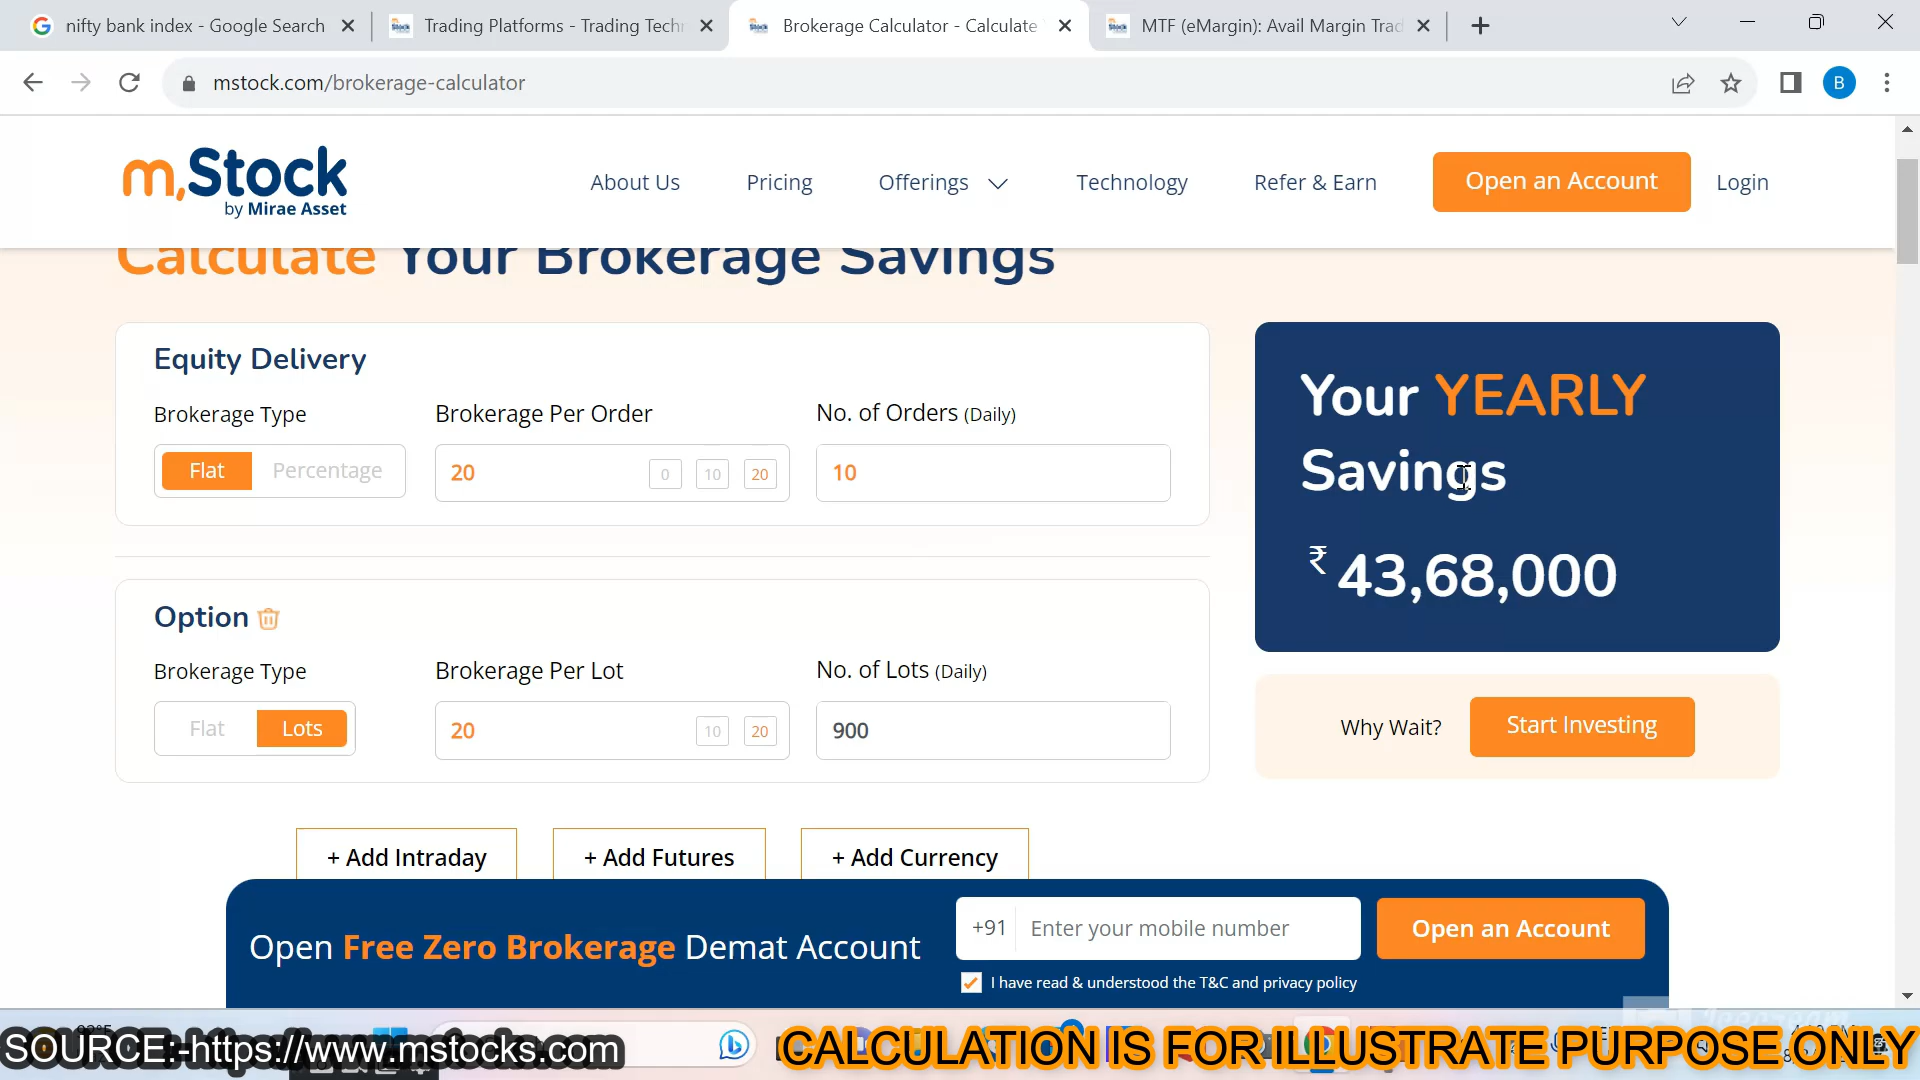 nifty bank index - Google Search
Trading Platforms - Trading Techn
Brokerage Calculator - Calculate
MTF (eMargin): Avail Margin Trad
mstock.com/brokerage-calculator
B
m.Stock
by Mirae Asset
About Us
Pricing
Offerings
Technology
Refer & Earn
Open an Account
Login
Calculate Your Brokerage Savings
Equity Delivery
Brokerage Type
Brokerage Per Order
No. of Orders (Daily)
Flat
Percentage
20
0
10
20
10
Your YEARLY
Savings
₹ 43,68,000
Option
Brokerage Type
Brokerage Per Lot
No. of Lots (Daily)
Flat
Lots
20
10
20
900
Why Wait?
Start Investing
+ Add Intraday
+ Add Futures
+ Add Currency
Open Free Zero Brokerage Demat Account
+91
Enter your mobile number
Open an Account
I have read & understood the T&C and privacy policy
SOURCE:-https://www.mstocks.com
CALCULATION IS FOR ILLUSTRATE PURPOSE ONLY